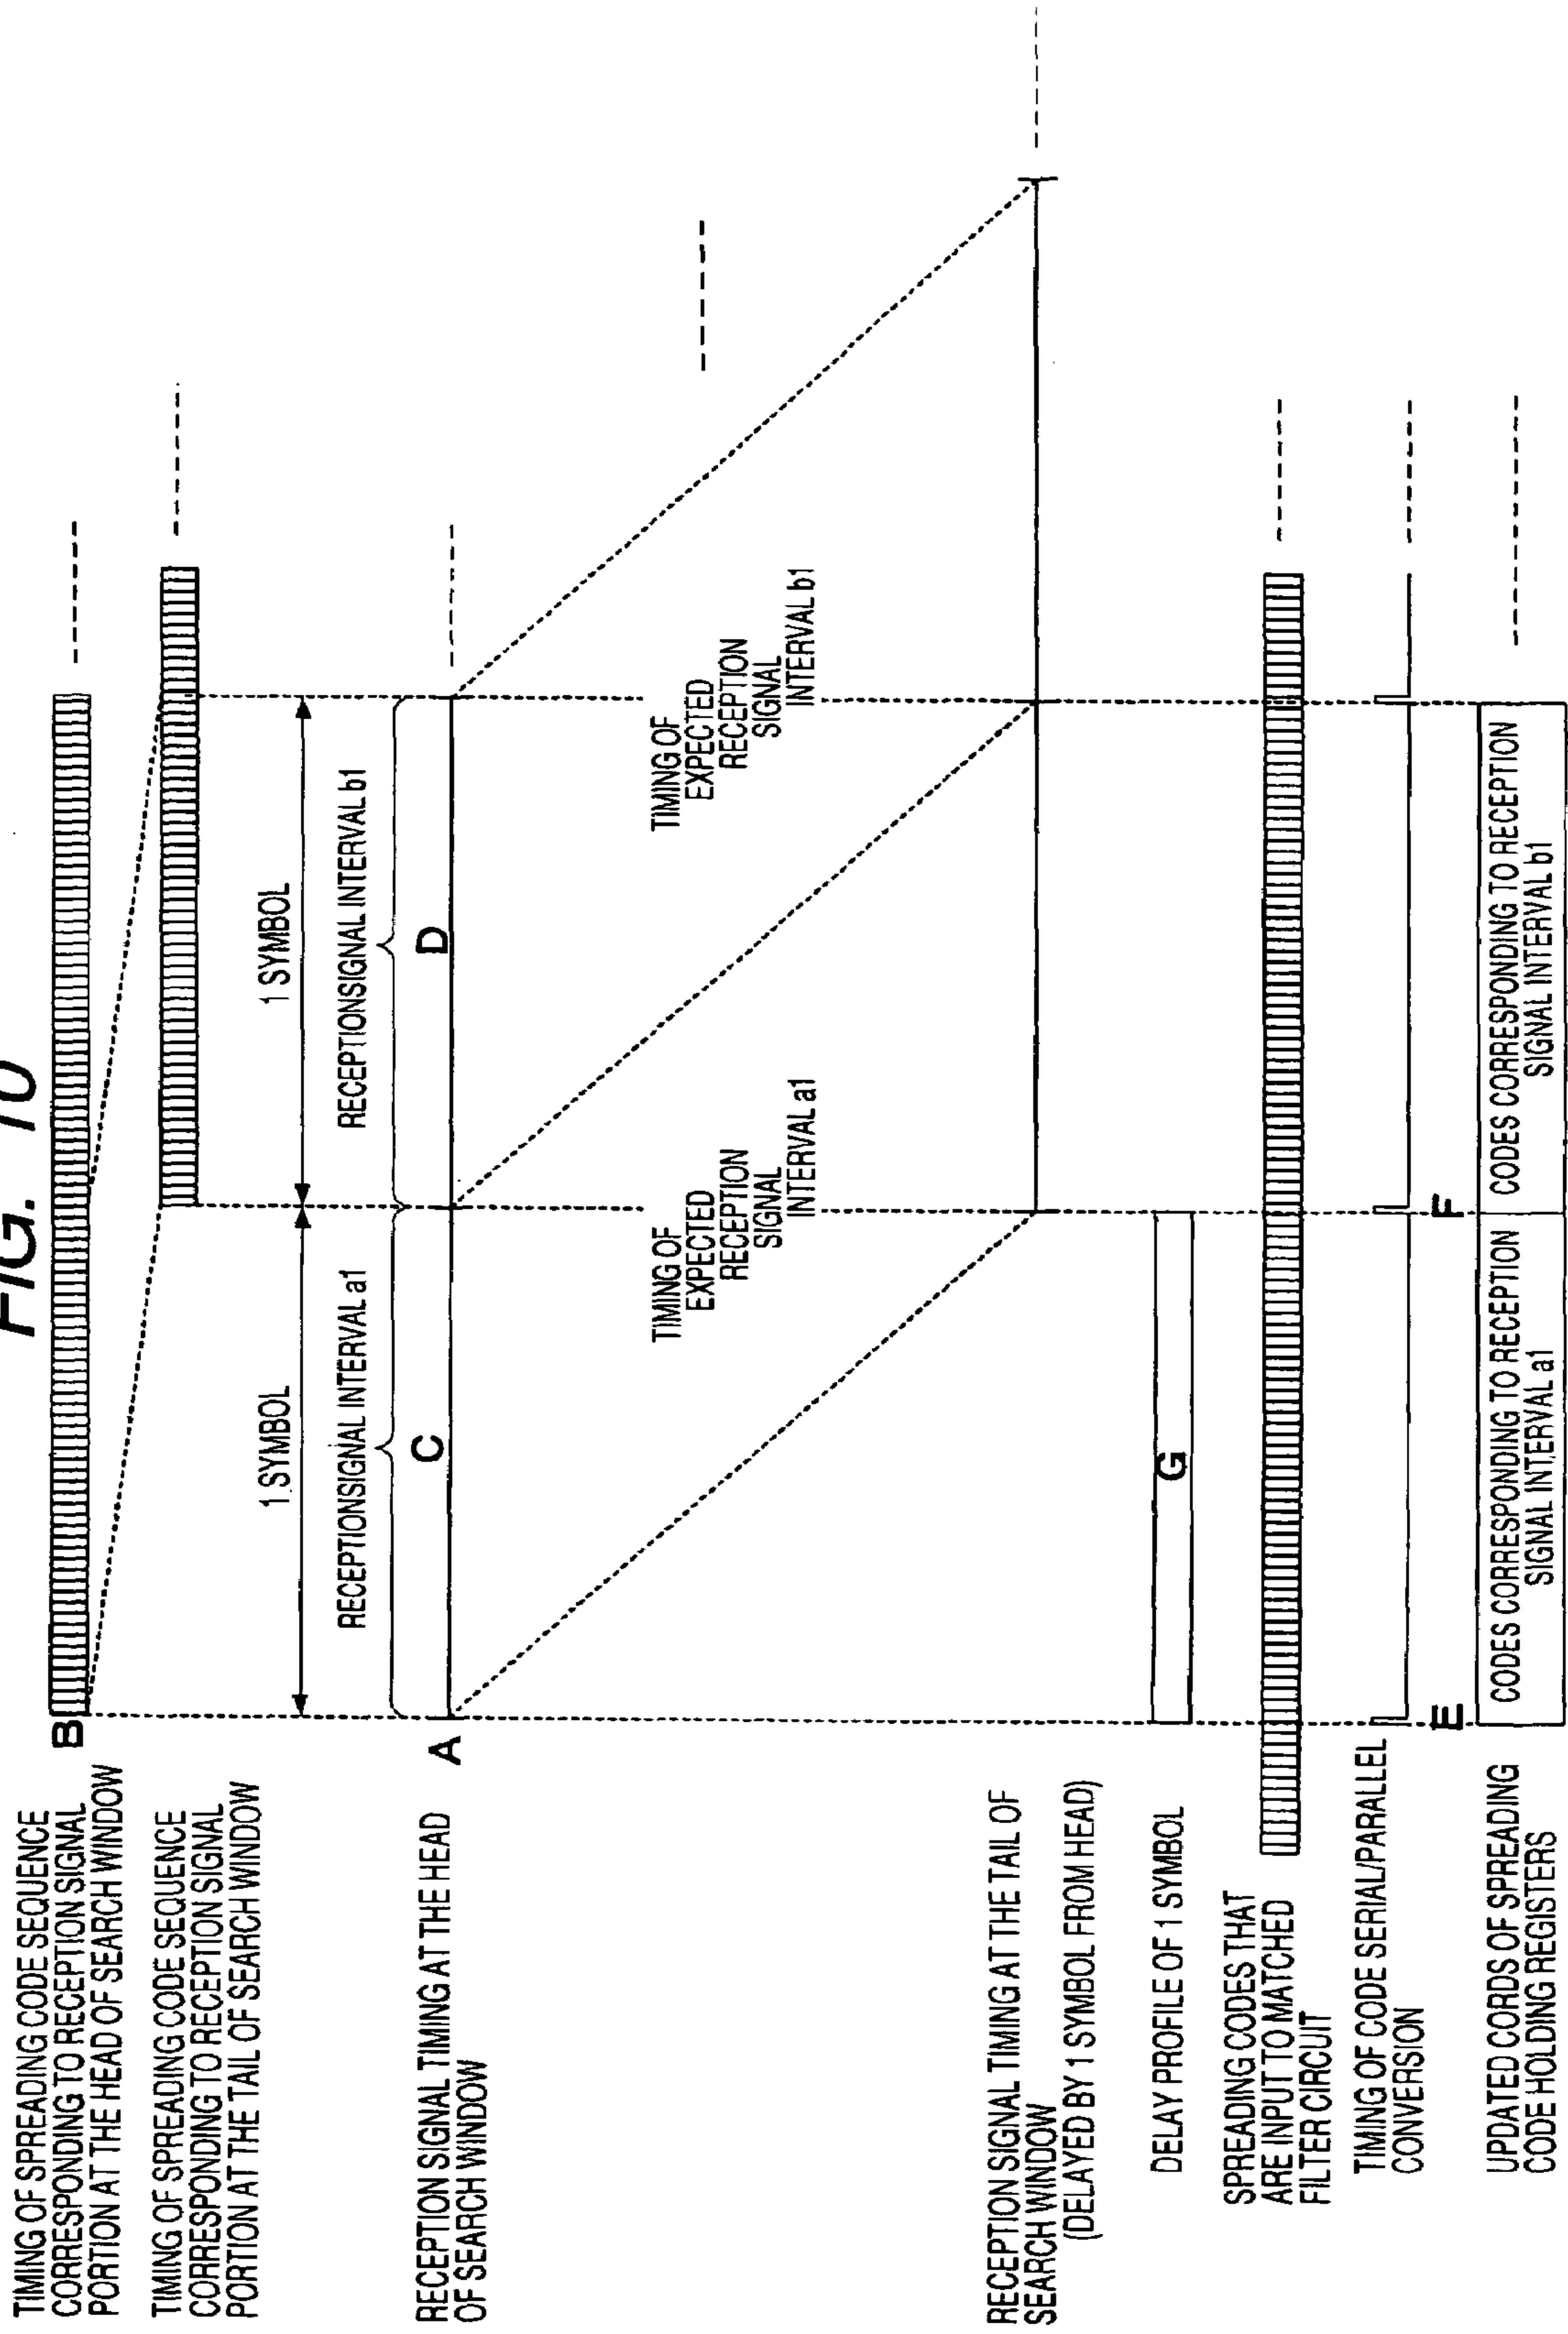 FIG. 10
TIMING OF SPREADING CODE SEQUENCE
CORRESPONDING TO RECEPTION SIGNAL
PORTION AT THE HEAD OF SEARCH WINDOW
B
TIMING OF SPREADING CODE SEQUENCE
CORRESPONDING TO RECEPTION SIGNAL
PORTION AT THE TAIL OF SEARCH WINDOW
1 SYMBOL
1 SYMBOL
RECEPTIONSIGNAL INTERVAL a1
RECEPTIONSIGNAL INTERVAL b1
RECEPTION SIGNAL TIMING AT THE HEAD
OF SEARCH WINDOW
A
C
D
TIMING OF
EXPECTED
RECEPTION
SIGNAL
INTERVAL a1
TIMING OF
EXPECTED
RECEPTION
SIGNAL
INTERVAL b1
RECEPTION SIGNAL TIMING AT THE TAIL OF
SEARCH WINDOW
(DELAYED BY 1 SYMBOL FROM HEAD)
DELAY PROFILE OF 1 SYMBOL
G
SPREADING CODES THAT
ARE INPUT TO MATCHED
FILTER CIRCUIT
TIMING OF CODE SERIAL/PARALLEL
CONVERSION
E
F
UPDATED CORDS OF SPREADING
CODE HOLDING REGISTERS
CODES CORRESPONDING TO RECEPTION
SIGNAL INTERVAL a1
CODES CORRESPONDING TO RECEPTION
SIGNAL INTERVAL b1